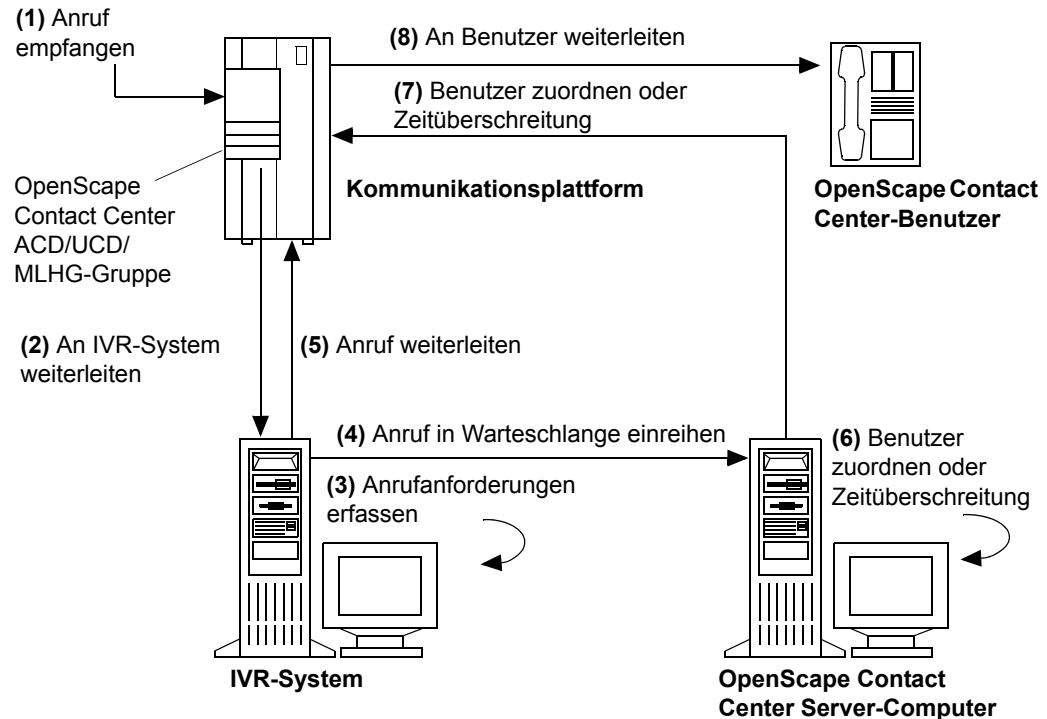 (1) Anruf
empfangen
(8) An Benutzer weiterleiten
(7) Benutzer zuordnen oder
Zeitüberschreitung
OpenScape
Contact Center
ACD/UCD/
MLHG-Gruppe
Kommunikationsplattform
OpenScape Contact
Center-Benutzer
(2) An IVR-System
weiterleiten
(5) Anruf weiterleiten
(4) Anruf in Warteschlange einreihen
(3) Anrufanforderungen
erfassen
(6) Benutzer
zuordnen oder
Zeitüberschreitung
IVR-System
OpenScape Contact
Center Server-Computer